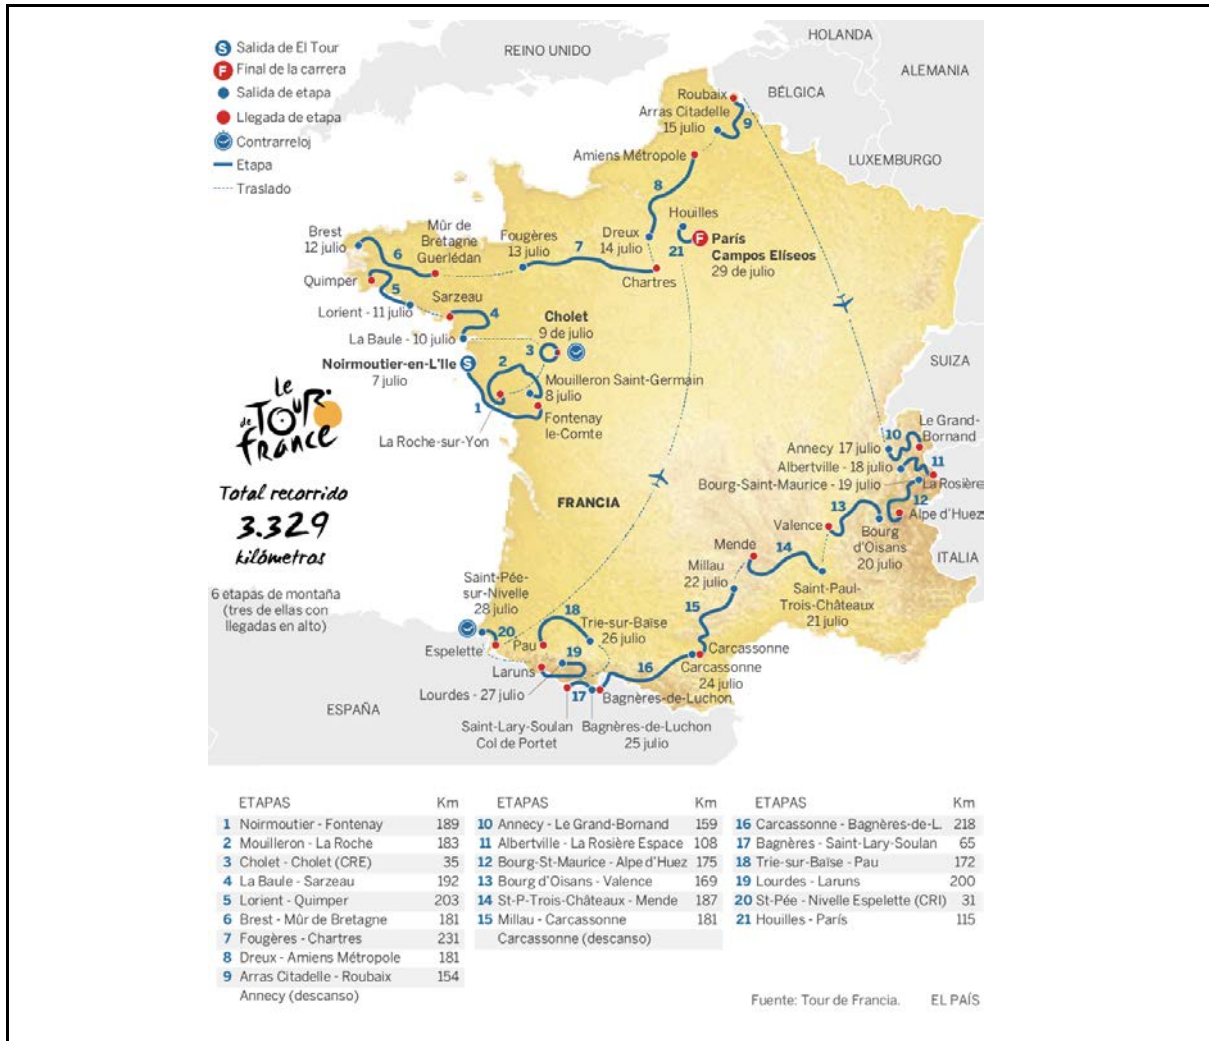 S Salida de El Tour
F Final de la carrera
Salida de etapa
Llegada de etapa
Contrarreloj
Etapa
Traslado
REINO UNIDO
HOLANDA
ALEMANIA
BÉLGICA
LUXEMBURGO
SUIZA
ITALIA
ESPAÑA
FRANCIA
Roubaix
Arras Citadelle
15 julio
9
Amiens Métropole
8
Houilles
Dreux
14 julio
21
F París
Campos Elíseos
29 de julio
Brest
12 julio
Mûr de
Bretagne
Guerlédan
6
Fougères
13 julio
7
Chartres
Quimper
5
Lorient - 11 julio
Sarzeau
4
La Baule - 10 julio
Cholet
9 de julio
3
Noirmoutier-en-L'Ile
7 julio
S
2
Mouilleron Saint-Germain
8 julio
1
Fontenay
le-Comte
La Roche-sur-Yon
le
de TOUR
france
Total recorrido
3.329
kilómetros
6 etapas de montaña
(tres de ellas con
llegadas en alto)
Le Grand-
Bornand
10
Annecy 17 julio
Albertville - 18 julio
11
Bourg-Saint-Maurice - 19 julio
La Rosière
12
Alpe d'Huez
13
Valence
Bourg
d'Oisans
20 julio
Mende
14
Millau
22 julio
Saint-Paul-
Trois-Châteaux
21 julio
15
Saint-Pée-
sur-Nivelle
28 julio
20
Espelette
18
Trie-sur-Baïse
26 julio
Pau
19
Laruns
16
Carcassonne
Carcassonne
24 julio
Lourdes - 27 julio
17
Bagnères-de-Luchon
Saint-Lary-Soulan
Col de Portet
Bagnères-de-Luchon
25 julio
ETAPAS Km
1 Noirmoutier - Fontenay 189
2 Mouilleron - La Roche 183
3 Cholet - Cholet (CRE) 35
4 La Baule - Sarzeau 192
5 Lorient - Quimper 203
6 Brest - Mûr de Bretagne 181
7 Fougères - Chartres 231
8 Dreux - Amiens Métropole 181
9 Arras Citadelle - Roubaix 154
Annecy (descanso)
ETAPAS Km
10 Annecy - Le Grand-Bornand 159
11 Albertville - La Rosière Espace 108
12 Bourg-St-Maurice - Alpe d'Huez 175
13 Bourg d'Oisans - Valence 169
14 St-P-Trois-Châteaux - Mende 187
15 Millau - Carcassonne 181
Carcassonne (descanso)
ETAPAS Km
16 Carcassonne - Bagnères-de-L. 218
17 Bagnères - Saint-Lary-Soulan 65
18 Trie-sur-Baïse - Pau 172
19 Lourdes - Laruns 200
20 St-Pée - Nivelle Espelette (CRI) 31
21 Houilles - París 115
Fuente: Tour de Francia. EL PAÍS